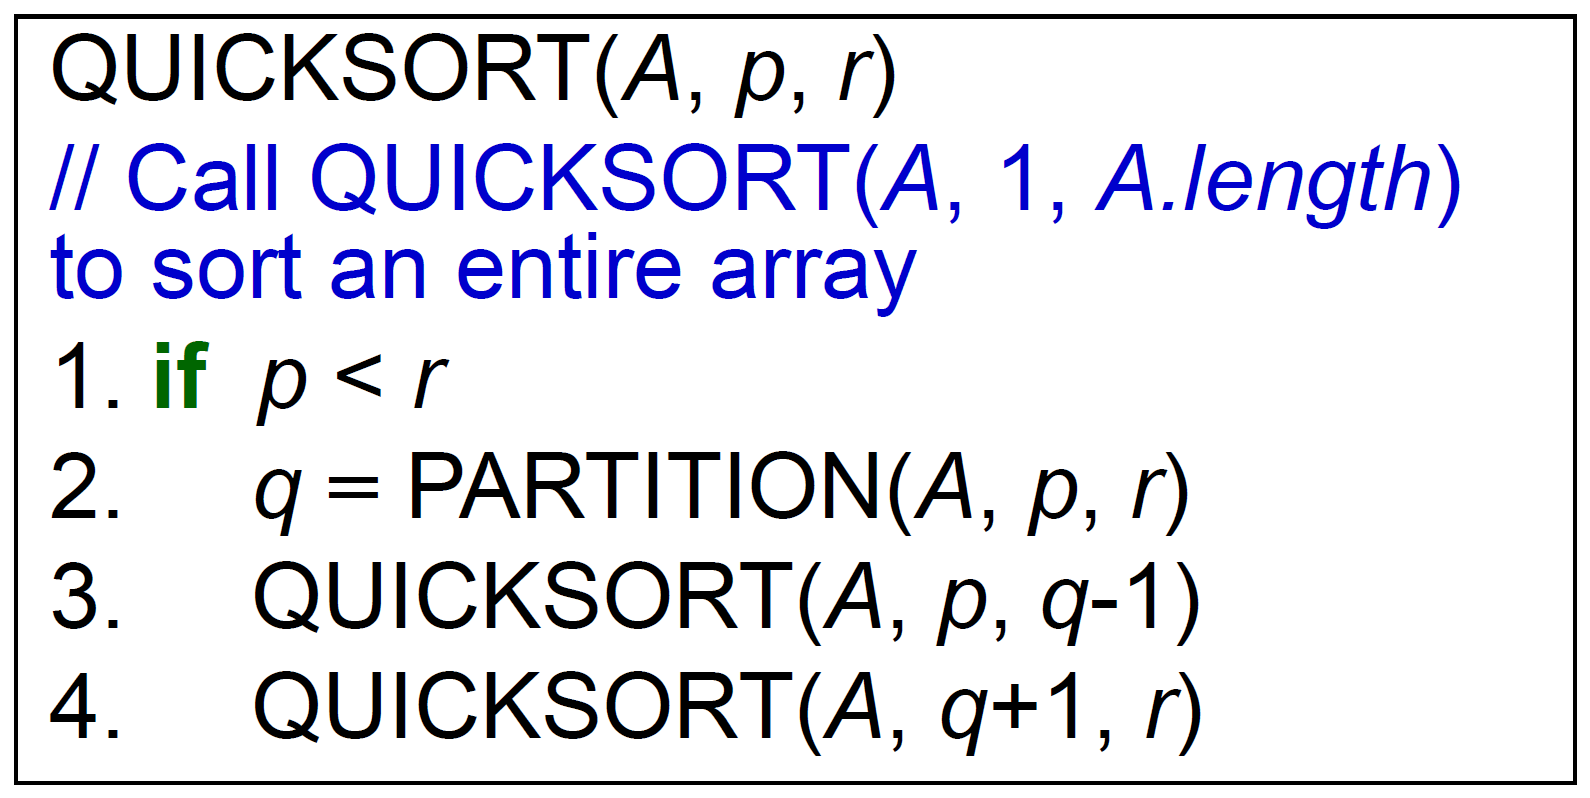 QUICKSORT(A, p, r)
// Call QUICKSORT(A, 1, A.length)
to sort an entire array
1. if p < r
2. q = PARTITION(A, p, r)
3. QUICKSORT(A, p, q-1)
4. QUICKSORT(A, q+1, r)